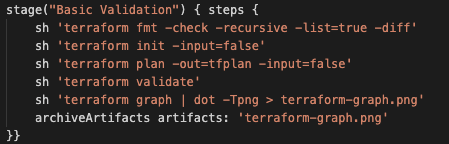 stage("Basic Validation") { steps {
    sh 'terraform fmt -check -recursive -list=true -diff'
    sh 'terraform init -input=false'
    sh 'terraform plan -out=tfplan -input=false'
    sh 'terraform validate'
    sh 'terraform graph | dot -Tpng > terraform-graph.png'
    archiveArtifacts artifacts: 'terraform-graph.png'
}}